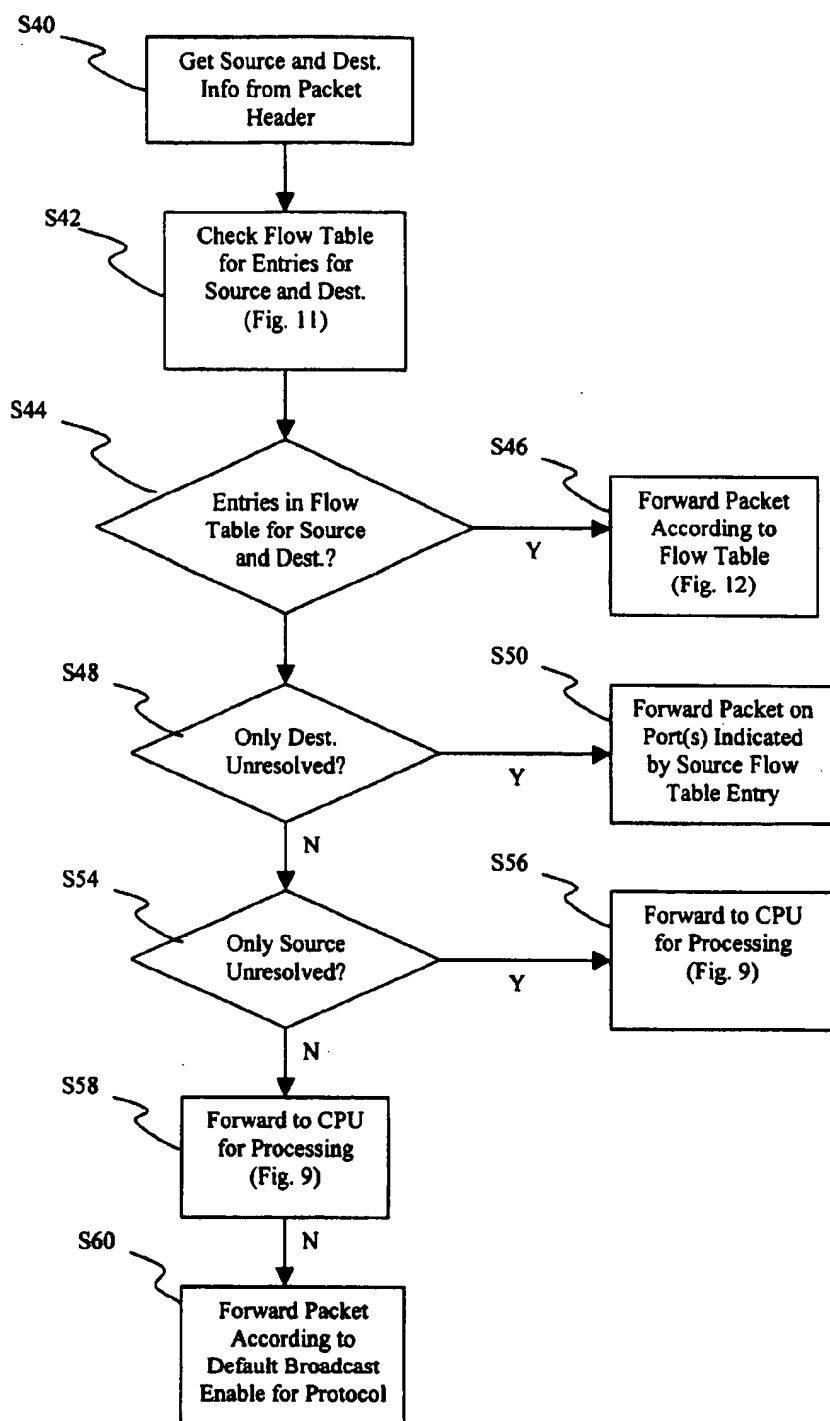 S40
Get Source and Dest.
Info from Packet
Header
S42
Check Flow Table
for Entries for
Source and Dest.
(Fig. 11)
S44
Entries in Flow
Table for Source
and Dest.?
Y
S46
Forward Packet
According to
Flow Table
(Fig. 12)
S48
Only Dest.
Unresolved?
Y
S50
Forward Packet on
Port(s) Indicated
by Source Flow
Table Entry
N
S54
Only Source
Unresolved?
Y
S56
Forward to CPU
for Processing
(Fig. 9)
N
S58
Forward to CPU
for Processing
(Fig. 9)
N
S60
Forward Packet
According to
Default Broadcast
Enable for Protocol